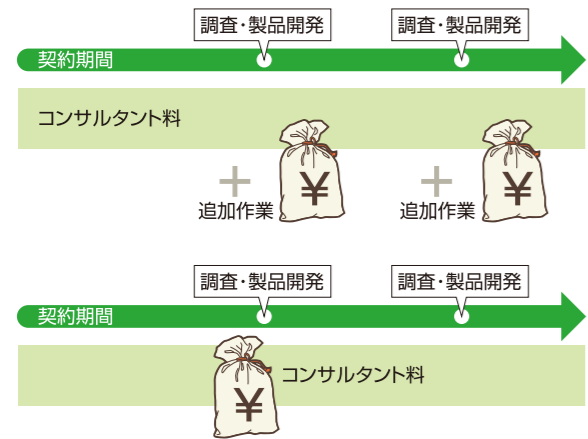 調査・製品開発 調査・製品開発
契約期間
コンサルタント料
¥ ¥
追加作業 追加作業
調査・製品開発 調査・製品開発
契約期間
コンサルタント料
¥